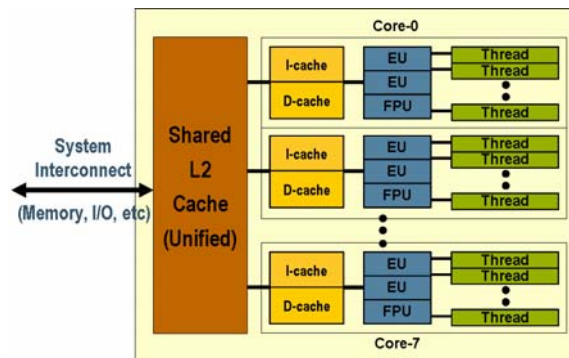 Core-0
I-cache
D-cache
EU
EU
FPU
Thread
Thread
Thread
System
Interconnect
(Memory, I/O, etc)
Shared
L2
Cache
(Unified)
I-cache
D-cache
EU
EU
FPU
Thread
Thread
Thread
I-cache
D-cache
EU
EU
FPU
Thread
Thread
Thread
Core-7